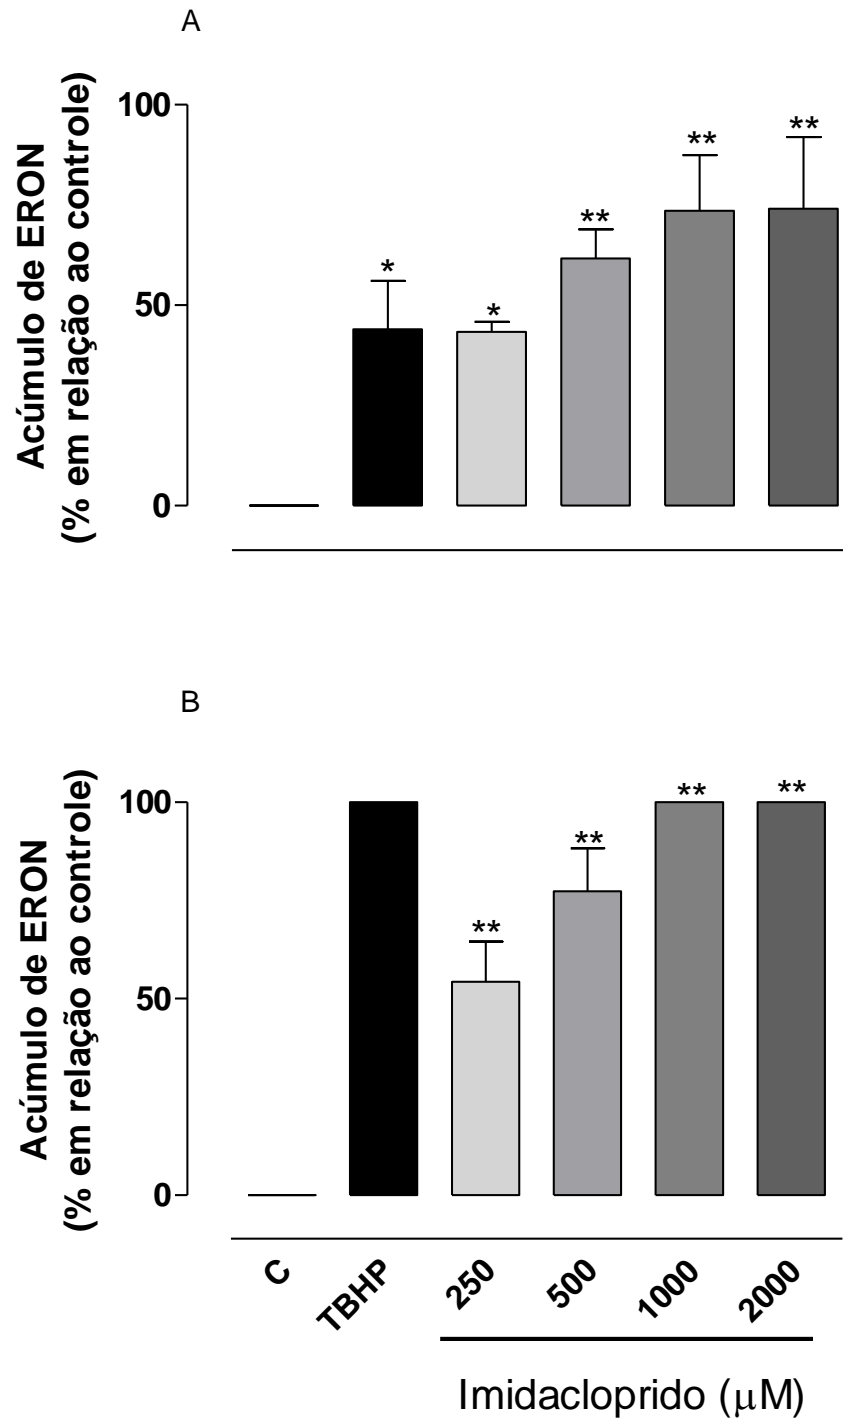 A
Acúmulo de ERON
(% em relação ao controle)
100
50
0
*
*
**
**
**
B
Acúmulo de ERON
(% em relação ao controle)
100
50
0
**
**
**
**
C
TBHP
250
500
1000
2000
Imidacloprido (µM)